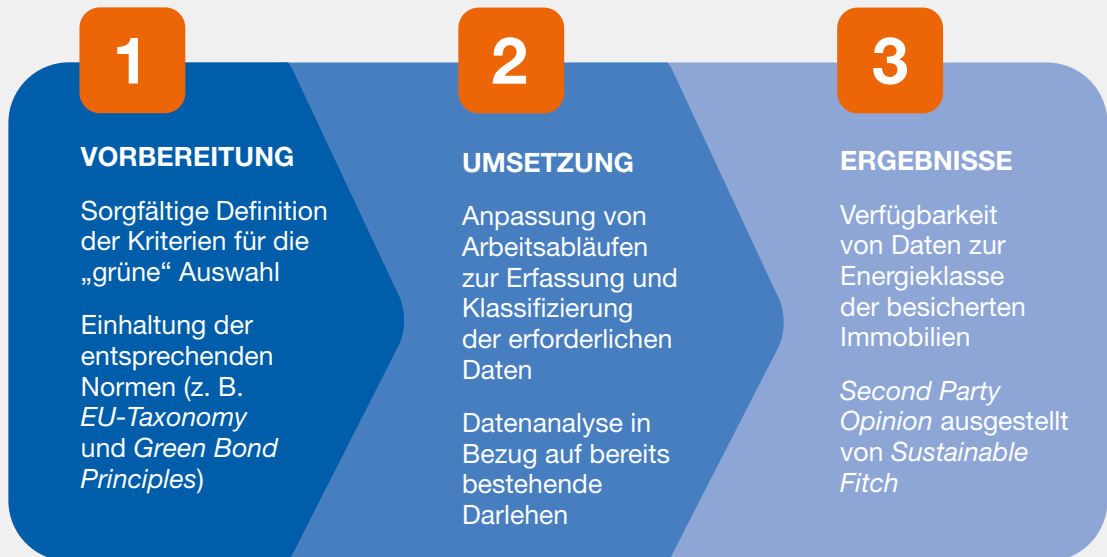 1
VORBEREITUNG
Sorgfältige Definition
der Kriterien für die
„grüne“ Auswahl
Einhaltung der
entsprechenden
Normen (z. B.
EU-Taxonomy
und Green Bond
Principles)
2
UMSETZUNG
Anpassung von
Arbeitsabläufen
zur Erfassung und
Klassifizierung
der erforderlichen
Daten
Datenanalyse in
Bezug auf bereits
bestehende
Darlehen
3
ERGEBNISSE
Verfügbarkeit
von Daten zur
Energieklasse
der besicherten
Immobilien
Second Party
Opinion ausgestellt
von Sustainable
Fitch